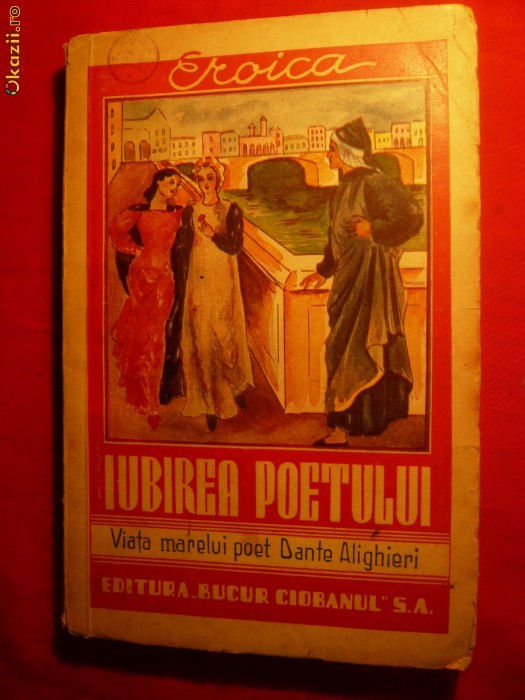 Okazii.ro
Eroica
IUBIREA POETULUI
Viața marelui poet Dante Alighieri
EDITURA „BUCUR CIOBANUL" S.A.